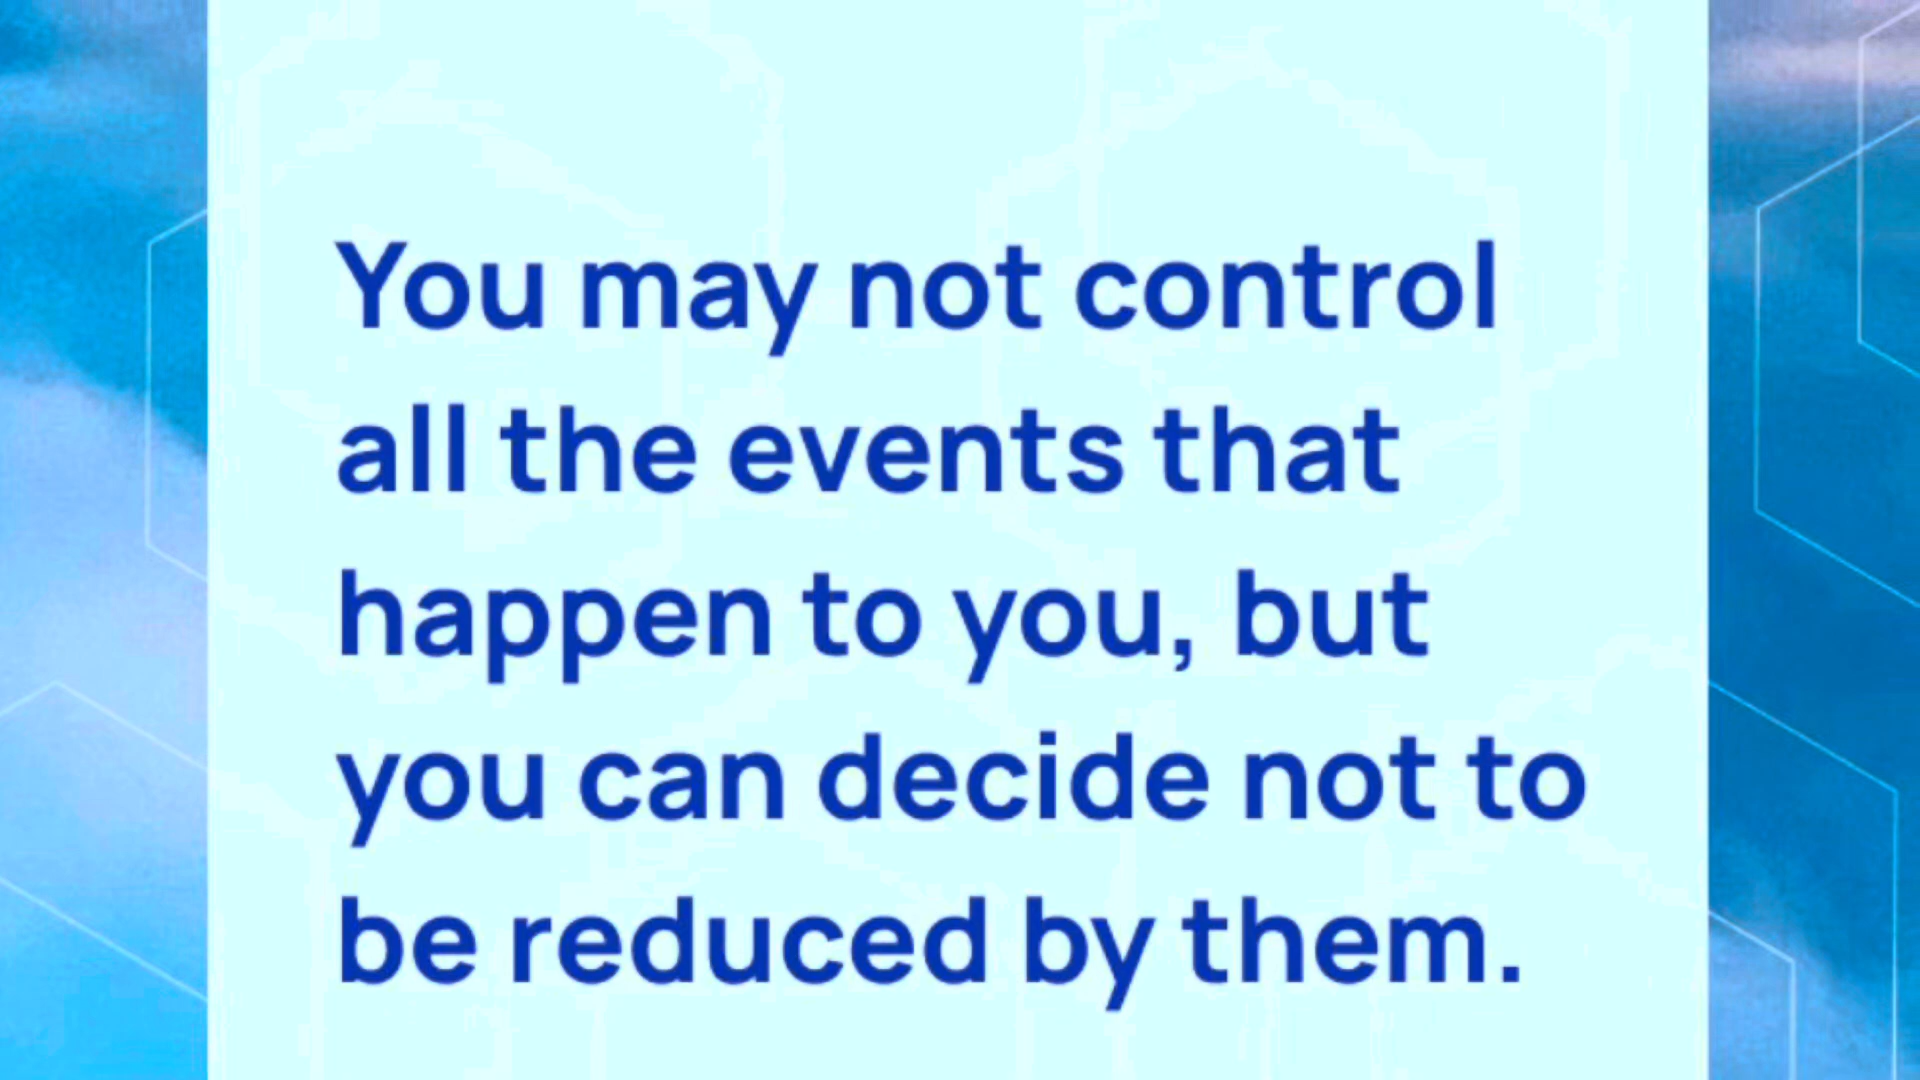 You may not control
all the events that
happen to you, but
you can decide not to
be reduced by them.